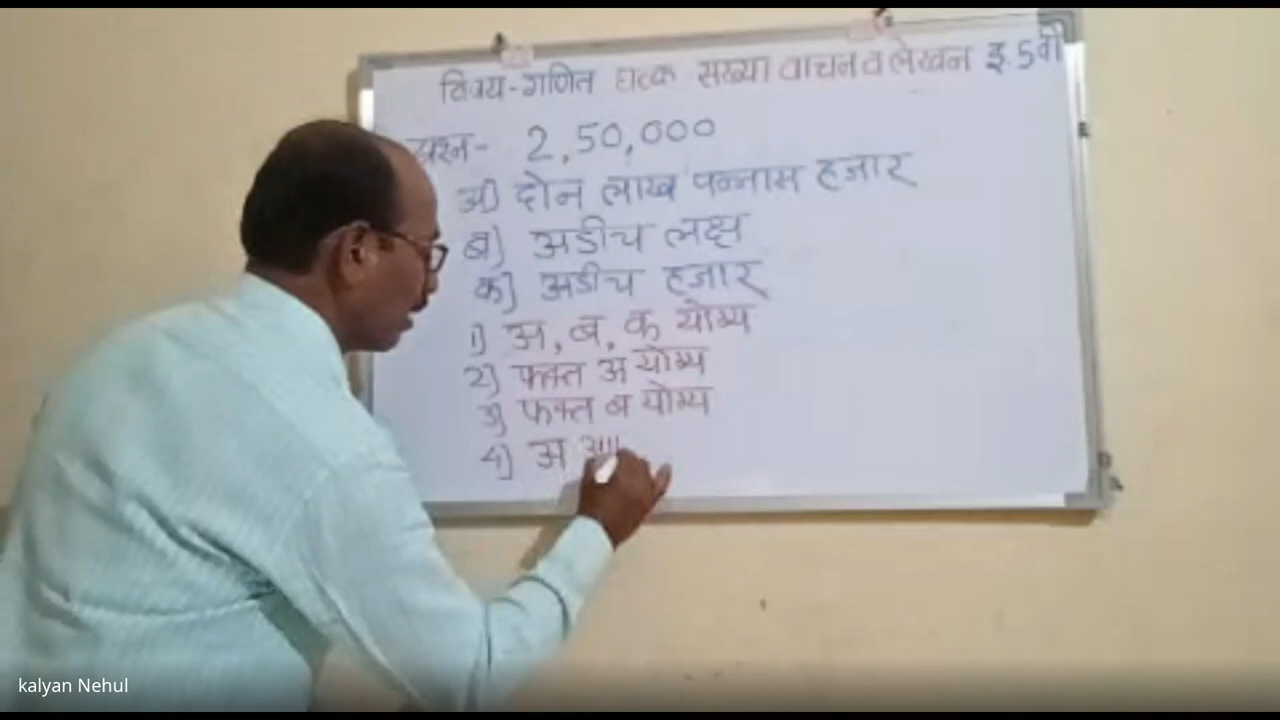 विषय-गणित घटक संख्या वाचन व लेखन इ. 5 वी
प्रश्न- 2,50,000
अ) दोन लाख पन्नास हजार
ब) अडीच लक्ष
क) अडीच हजार
1) अ, ब, क योग्य
2) फक्त अ योग्य
3) फक्त ब योग्य
4) अ
kalyan Nehul